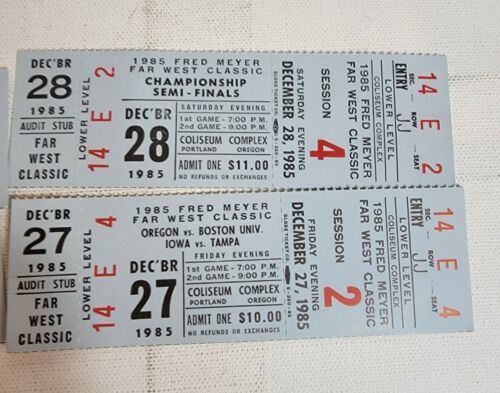 DEC'BR
28
1985
AUDIT STUB
FAR
WEST
CLASSIC
LOWER LEVEL
14 E 2
1985 FRED MEYER
FAR WEST CLASSIC
CHAMPIONSHIP
SEMI - FINALS
DEC'BR
28
1985
SATURDAY EVENING
1st GAME - 7:00 P.M.
2nd GAME - 9:00 P.M.
COLISEUM COMPLEX
PORTLAND OREGON
ADMIT ONE $11.00
NO REFUNDS OR EXCHANGES
GLOBE TICKET CO.
SATURDAY EVENING
DECEMBER 28, 1985
SESSION
4
1985 FRED MEYER
FAR WEST CLASSIC
LOWER LEVEL
COLISEUM COMPLEX
ENTRY JJ
SEC. ROW SEAT
14 E 2
DEC'BR
27
1985
AUDIT STUB
FAR
WEST
CLASSIC
LOWER LEVEL
14 E 4
1985 FRED MEYER
FAR WEST CLASSIC
OREGON vs. BOSTON UNIV.
IOWA vs. TAMPA
DEC'BR
27
1985
FRIDAY EVENING
1st GAME - 7:00 P.M.
2nd GAME - 9:00 P.M.
COLISEUM COMPLEX
PORTLAND OREGON
ADMIT ONE $10.00
NO REFUNDS OR EXCHANGES
GLOBE TICKET CO.
FRIDAY EVENING
DECEMBER 27, 1985
SESSION
2
1985 FRED MEYER
FAR WEST CLASSIC
LOWER LEVEL
COLISEUM COMPLEX
ENTRY JJ
SEC. ROW SEAT
14 E 4